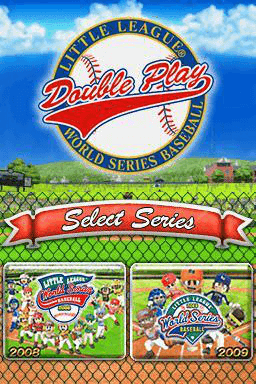 LITTLE LEAGUE®
Double Play
WORLD SERIES BASEBALL
Select Series
LITTLE LEAGUE
World Series
BASEBALL
2008
2008
LITTLE LEAGUE
World Series
BASEBALL
2009